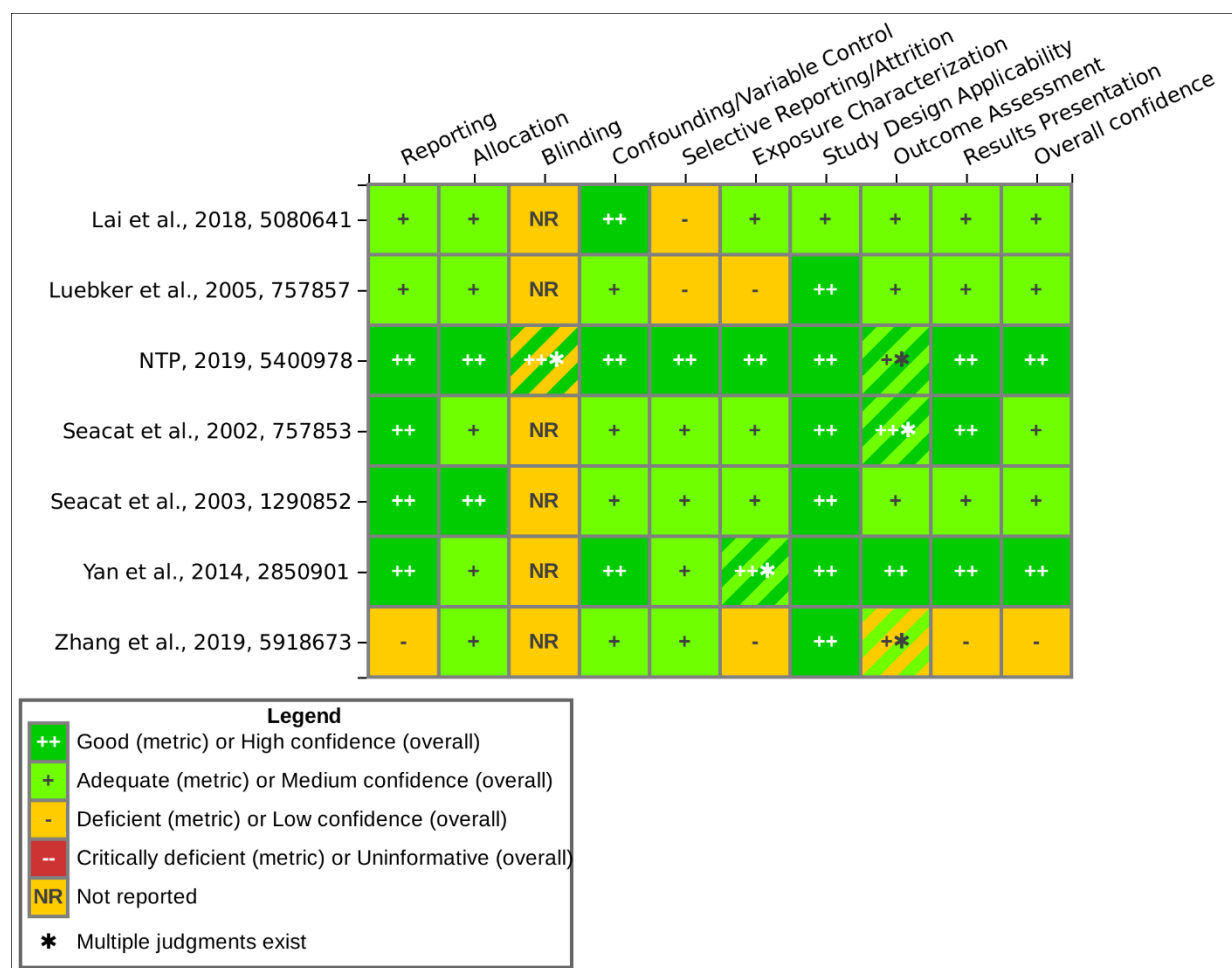 Reporting
Allocation
Blinding
Confounding/Variable Control
Selective Reporting/Attrition
Exposure Characterization
Study Design Applicability
Outcome Assessment
Results Presentation
Overall confidence
Lai et al., 2018, 5080641 + + NR ++ - + + + + +
Luebker et al., 2005, 757857 + + NR + - - ++ + + +
NTP, 2019, 5400978 ++ ++ ++✱ ++ ++ ++ ++ +✱ ++ ++
Seacat et al., 2002, 757853 ++ + NR + + + ++ ++✱ ++ +
Seacat et al., 2003, 1290852 ++ ++ NR + + + ++ + + +
Yan et al., 2014, 2850901 ++ + NR ++ + ++✱ ++ ++ ++ ++
Zhang et al., 2019, 5918673 - + NR + + - ++ +✱ - -
Legend
++ Good (metric) or High confidence (overall)
+ Adequate (metric) or Medium confidence (overall)
- Deficient (metric) or Low confidence (overall)
-- Critically deficient (metric) or Uninformative (overall)
NR Not reported
✱ Multiple judgments exist